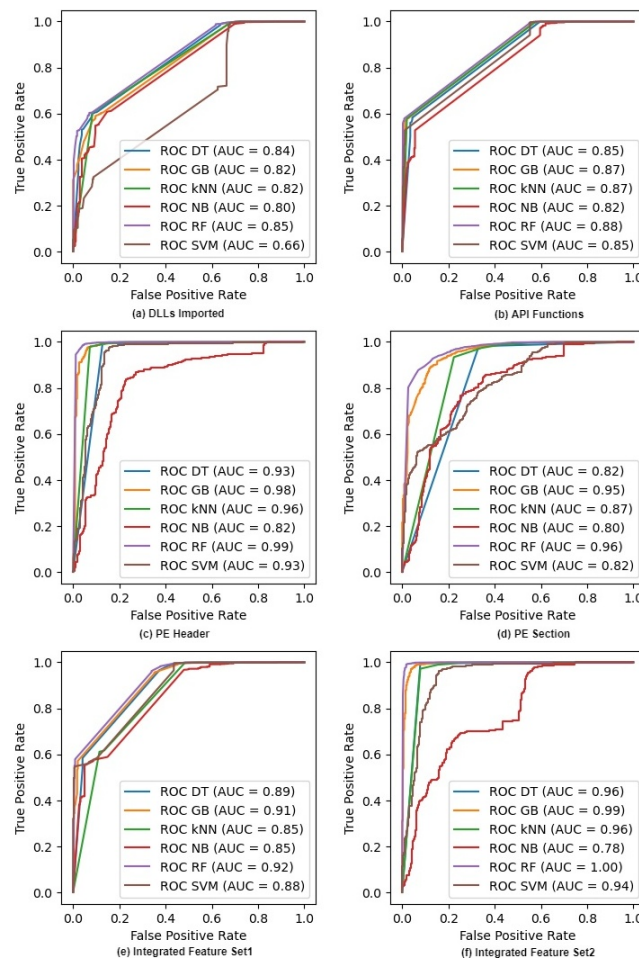 1.0
0.8
0.6
0.4
0.2
0.0
True Positive Rate
ROC DT (AUC = 0.84)
ROC GB (AUC = 0.82)
ROC kNN (AUC = 0.82)
ROC NB (AUC = 0.80)
ROC RF (AUC = 0.85)
ROC SVM (AUC = 0.66)
0.0 0.2 0.4 0.6 0.8 1.0
False Positive Rate
(a) DLLs Imported
1.0
0.8
0.6
0.4
0.2
0.0
True Positive Rate
ROC DT (AUC = 0.85)
ROC GB (AUC = 0.87)
ROC kNN (AUC = 0.87)
ROC NB (AUC = 0.82)
ROC RF (AUC = 0.88)
ROC SVM (AUC = 0.85)
0.0 0.2 0.4 0.6 0.8 1.0
False Positive Rate
(b) API Functions
1.0
0.8
0.6
0.4
0.2
0.0
True Positive Rate
ROC DT (AUC = 0.93)
ROC GB (AUC = 0.98)
ROC kNN (AUC = 0.96)
ROC NB (AUC = 0.82)
ROC RF (AUC = 0.99)
ROC SVM (AUC = 0.93)
0.0 0.2 0.4 0.6 0.8 1.0
False Positive Rate
(c) PE Header
1.0
0.8
0.6
0.4
0.2
0.0
True Positive Rate
ROC DT (AUC = 0.82)
ROC GB (AUC = 0.95)
ROC kNN (AUC = 0.87)
ROC NB (AUC = 0.80)
ROC RF (AUC = 0.96)
ROC SVM (AUC = 0.82)
0.0 0.2 0.4 0.6 0.8 1.0
False Positive Rate
(d) PE Section
1.0
0.8
0.6
0.4
0.2
0.0
True Positive Rate
ROC DT (AUC = 0.89)
ROC GB (AUC = 0.91)
ROC kNN (AUC = 0.85)
ROC NB (AUC = 0.85)
ROC RF (AUC = 0.92)
ROC SVM (AUC = 0.88)
0.0 0.2 0.4 0.6 0.8 1.0
False Positive Rate
(e) Integrated Feature Set1
1.0
0.8
0.6
0.4
0.2
0.0
True Positive Rate
ROC DT (AUC = 0.96)
ROC GB (AUC = 0.99)
ROC kNN (AUC = 0.96)
ROC NB (AUC = 0.78)
ROC RF (AUC = 1.00)
ROC SVM (AUC = 0.94)
0.0 0.2 0.4 0.6 0.8 1.0
False Positive Rate
(f) Integrated Feature Set2